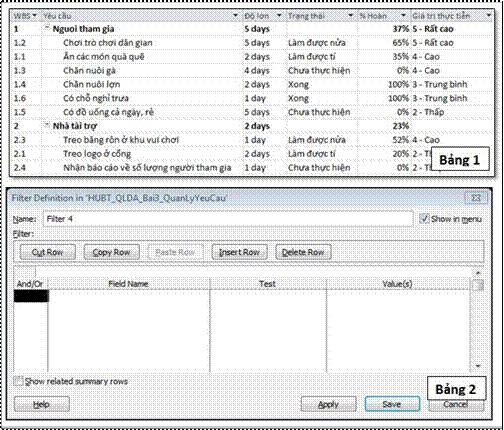 WBS Yêu cầu Độ lớn Trạng thái % Hoàn Giá trị thực tiễn
1 Người tham gia 5 days 37% 5 - Rất cao
1.2 Chơi trò chơi dân gian 5 days Làm được nửa 65% 5 - Rất cao
1.1 Ăn các món quà quê 2 days Làm được tí 35% 4 - Cao
1.3 Chăn nuôi gà 4 days Chưa thực hiện 0% 4 - Cao
1.4 Chăn nuôi lợn 2 days Xong 100% 3 - Trung bình
1.6 Có chỗ nghỉ trưa 1 day Xong 100% 3 - Trung bình
1.5 Có đồ uống cả ngày, rẻ 5 days Chưa thực hiện 0% 2 - Thấp
2 Nhà tài trợ 2 days 23%
2.3 Treo băng rôn ở khu vui chơi 1 day Làm được nửa 52% 4 - Cao
2.1 Treo logo ở cổng 2 days Làm được tí 20% 2 - Th
2.4 Nhận báo cáo về số lượng người tham gia 1 day Chưa thực hiện 0% 2 - Th
Bảng 1
Filter Definition in 'HUBT_QLDA_Bai3_QuanLyYeuCau'
Name: Filter 4 Show in menu
Filter:
Cut Row Copy Row Paste Row Insert Row Delete Row
And/Or Field Name Test Value(s)
Show related summary rows
Bảng 2
Help Apply Save Cancel